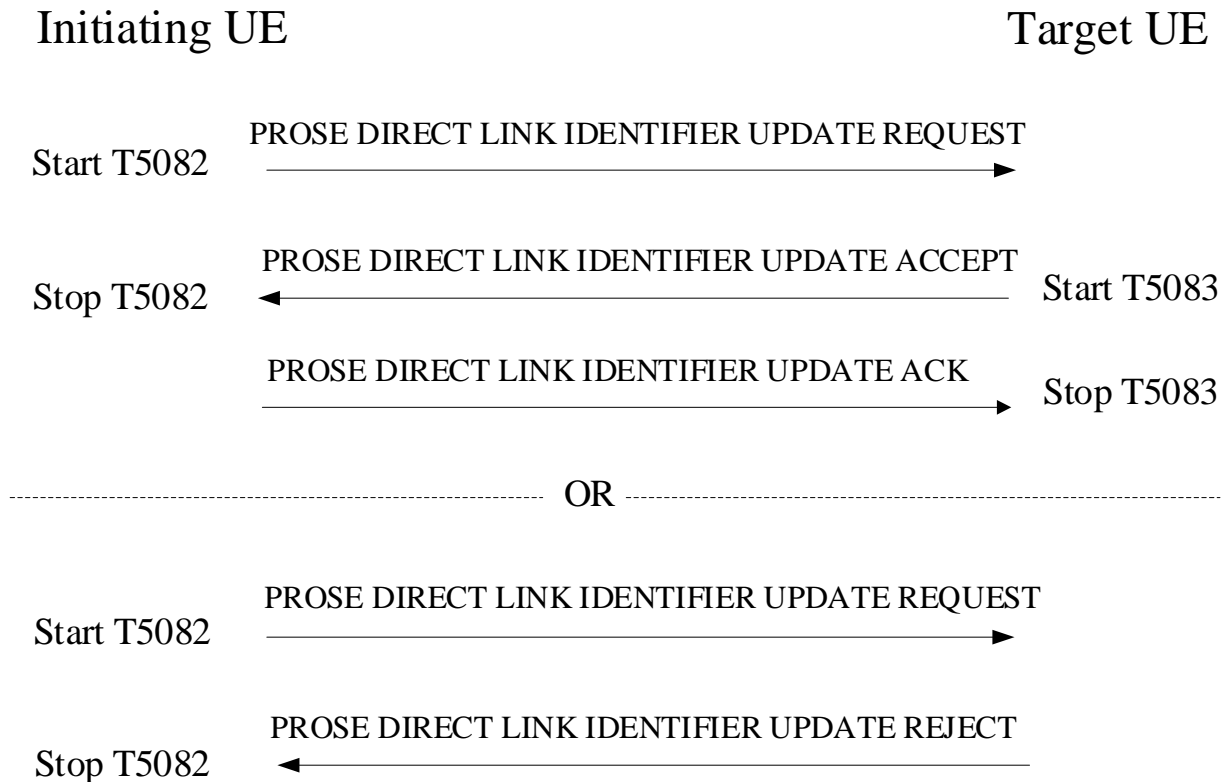 Initiating UE
Target UE
PROSE DIRECT LINK IDENTIFIER UPDATE REQUEST
Start T5082
PROSE DIRECT LINK IDENTIFIER UPDATE ACCEPT
Stop T5082
Start T5083
PROSE DIRECT LINK IDENTIFIER UPDATE ACK
Stop T5083
OR
PROSE DIRECT LINK IDENTIFIER UPDATE REQUEST
Start T5082
PROSE DIRECT LINK IDENTIFIER UPDATE REJECT
Stop T5082